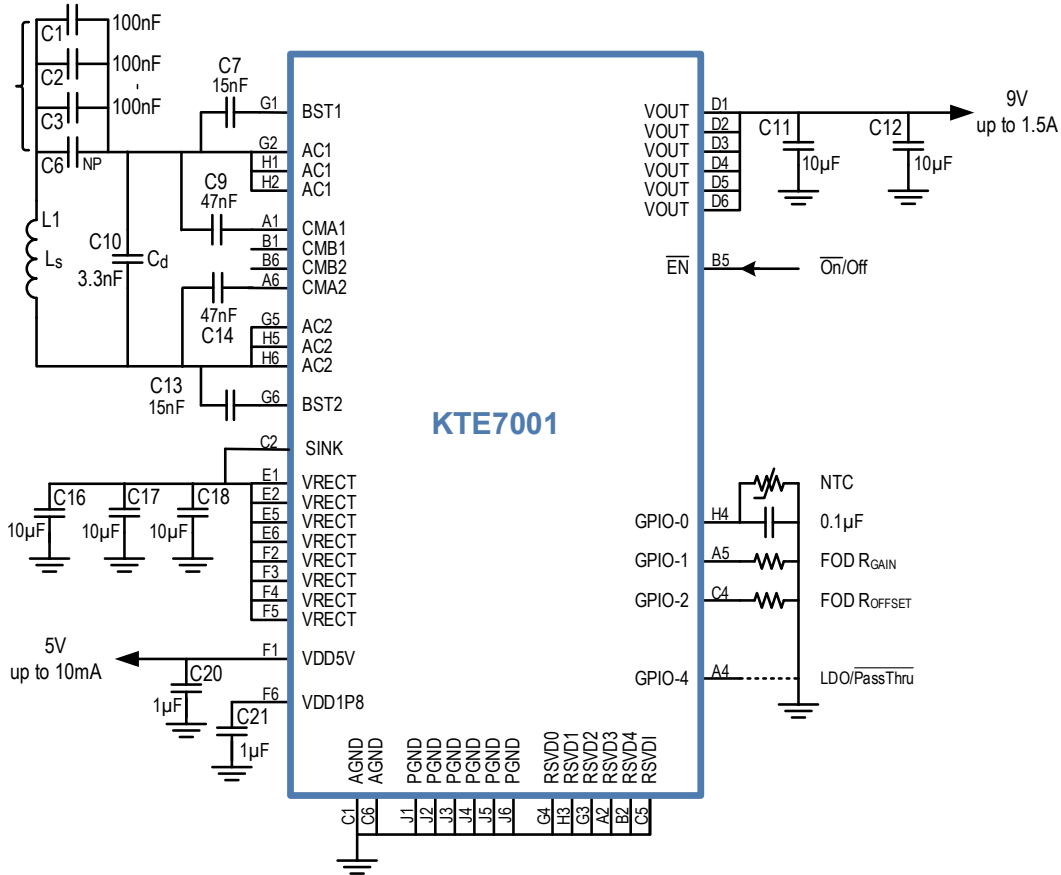 C1 100nF
C2 100nF
C3 100nF
C6 NP
C7
15nF
C9
47nF
L1
Ls
C10
3.3nF
Cd
47nF
C14
C13
15nF
G1 BST1
G2 AC1
H1 AC1
H2 AC1
A1 CMA1
B1 CMB1
B6 CMB2
A6 CMA2
G5 AC2
H5 AC2
H6 AC2
G6 BST2
C2 SINK
E1 VRECT
E2 VRECT
E5 VRECT
E6 VRECT
F2 VRECT
F3 VRECT
F4 VRECT
F5 VRECT
C16
10µF
C17
10µF
C18
10µF
5V
up to 10mA
F1 VDD5V
C20
1µF
F6 VDD1P8
C21
1µF
KTE7001
VOUT D1
VOUT D2
VOUT D3
VOUT D4
VOUT D5
VOUT D6
C11
10µF
C12
10µF
9V
up to 1.5A
EN B5 On/Off
GPIO-0 H4
NTC
0.1µF
GPIO-1 A5 FOD RGAIN
GPIO-2 C4 FOD ROFFSET
GPIO-4 A4 LDO/PassThru
AGND C1
AGND C6
PGND J1
PGND J2
PGND J3
PGND J4
PGND J5
PGND J6
RSVD0 G4
RSVD1 H3
RSVD2 G3
RSVD3 A2
RSVD4 B2
RSVDI C5